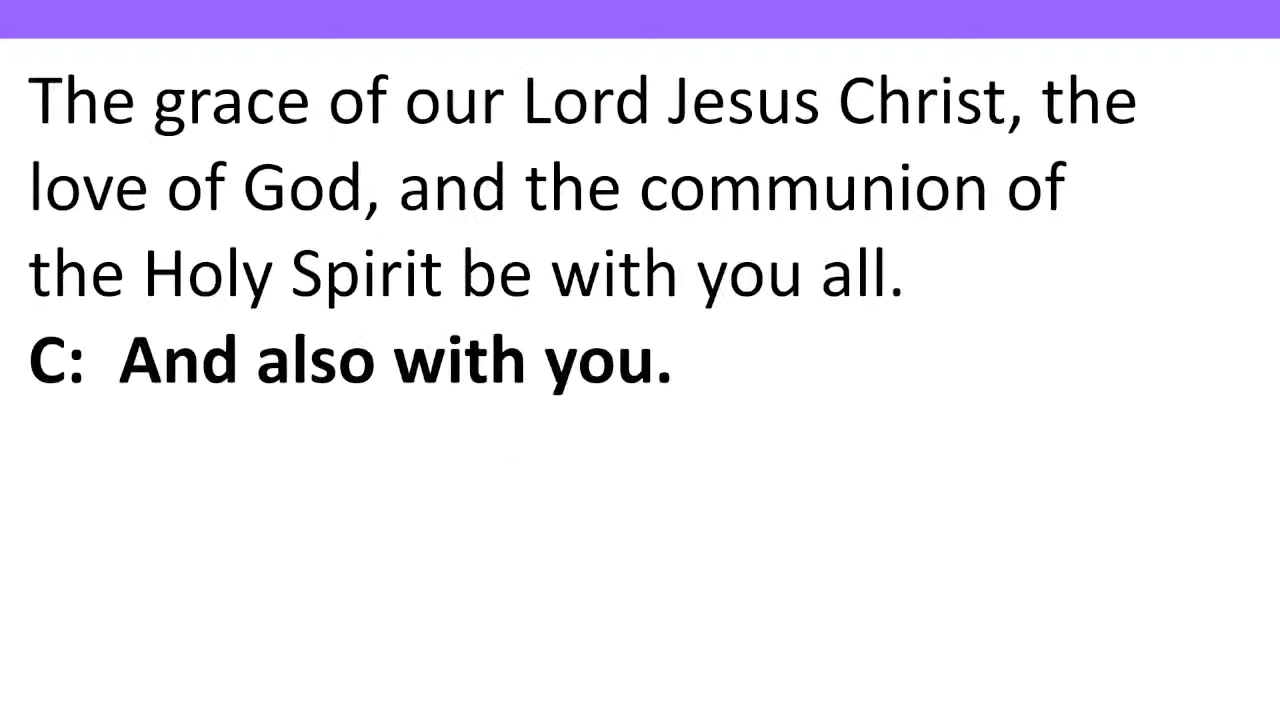 The grace of our Lord Jesus Christ, the
love of God, and the communion of
the Holy Spirit be with you all.
C:  And also with you.